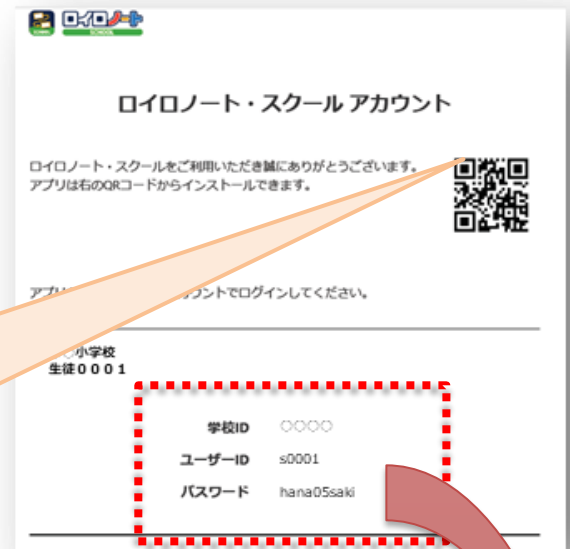 ロイロノート
SCHOOL
ロイロノート・スクール アカウント
ロイロノート・スクールをご利用いただき誠にありがとうございます。
アプリは右のQRコードからインストールできます。
アプリ ウントでログインしてください。
小学校
生徒0001
学校ID ○○○○
ユーザーID s0001
パスワード hana05saki